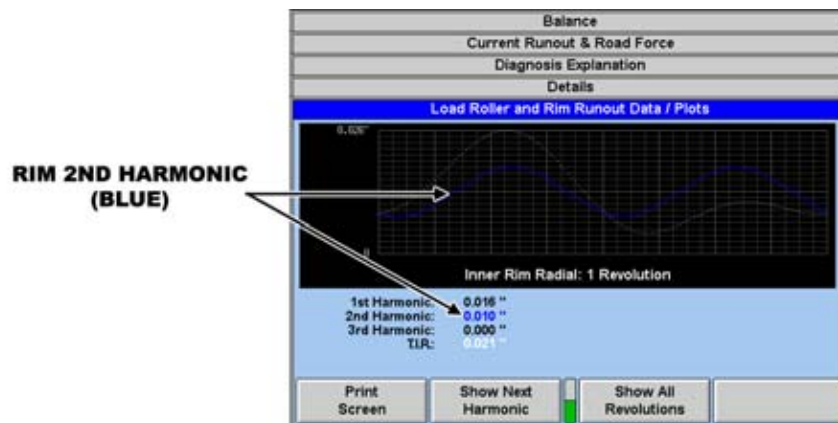 Balance
Current Runout & Road Force
Diagnosis Explanation
Details
Load Roller and Rim Runout Data / Plots
0.026"
RIM 2ND HARMONIC
(BLUE)
0
Inner Rim Radial: 1 Revolution
1st Harmonic: 0.016 "
2nd Harmonic: 0.010 "
3rd Harmonic: 0.000 "
T.I.R.: 0.021 "
Print
Screen
Show Next
Harmonic
Show All
Revolutions